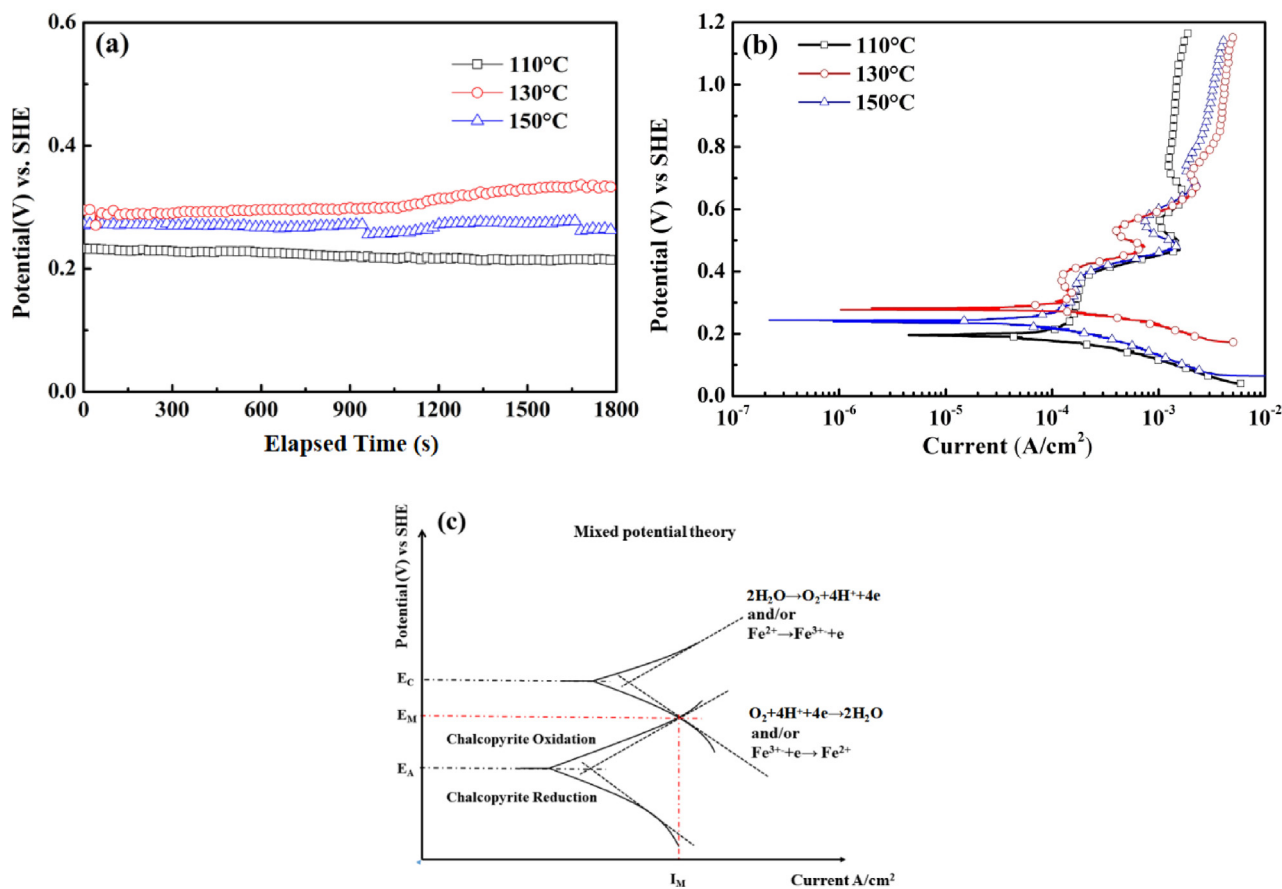 (a)
110°C
130°C
150°C
0.6
0.4
0.2
0.0
Potential(V) vs. SHE
0 300 600 900 1200 1500 1800
Elapsed Time (s)
(b)
110°C
130°C
150°C
1.2
1.0
0.8
0.6
0.4
0.2
0.0
Potential (V) vs SHE
10⁻⁷ 10⁻⁶ 10⁻⁵ 10⁻⁴ 10⁻³ 10⁻²
Current (A/cm²)
(c)
Mixed potential theory
Potential(V) vs SHE
2H₂O→O₂+4H⁺+4e
and/or
Fe²⁺→Fe³⁺+e
E_C
E_M
O₂+4H⁺+4e→2H₂O
and/or
Fe³⁺+e→Fe²⁺
Chalcopyrite Oxidation
E_A
Chalcopyrite Reduction
I_M
Current A/cm²